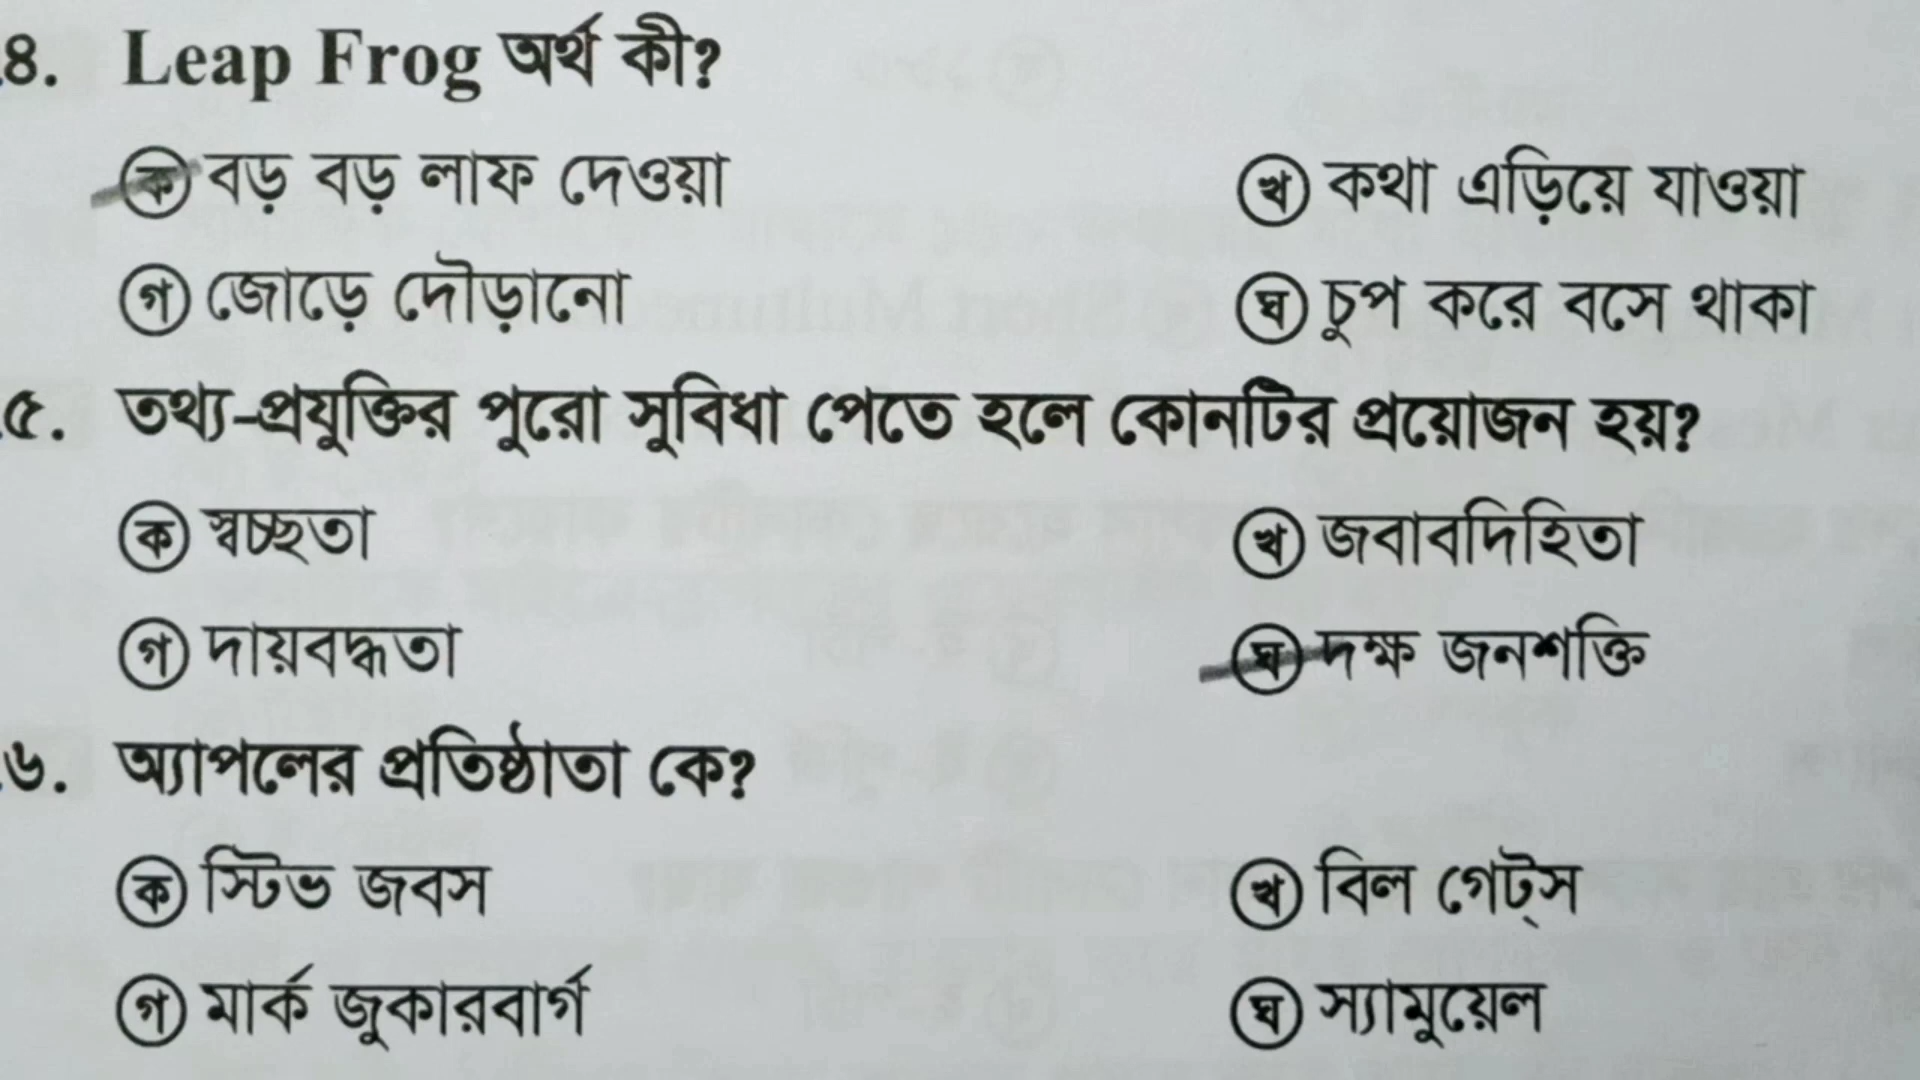 ৪. Leap Frog অর্থ কী?
ক বড় বড় লাফ দেওয়া খ কথা এড়িয়ে যাওয়া
গ জোড়ে দৌড়ানো ঘ চুপ করে বসে থাকা
৫. তথ্য-প্রযুক্তির পুরো সুবিধা পেতে হলে কোনটির প্রয়োজন হয়?
ক স্বচ্ছতা খ জবাবদিহিতা
গ দায়বদ্ধতা ঘ দক্ষ জনশক্তি
৬. অ্যাপলের প্রতিষ্ঠাতা কে?
ক স্টিভ জবস খ বিল গেট্স
গ মার্ক জুকারবার্গ ঘ স্যামুয়েল